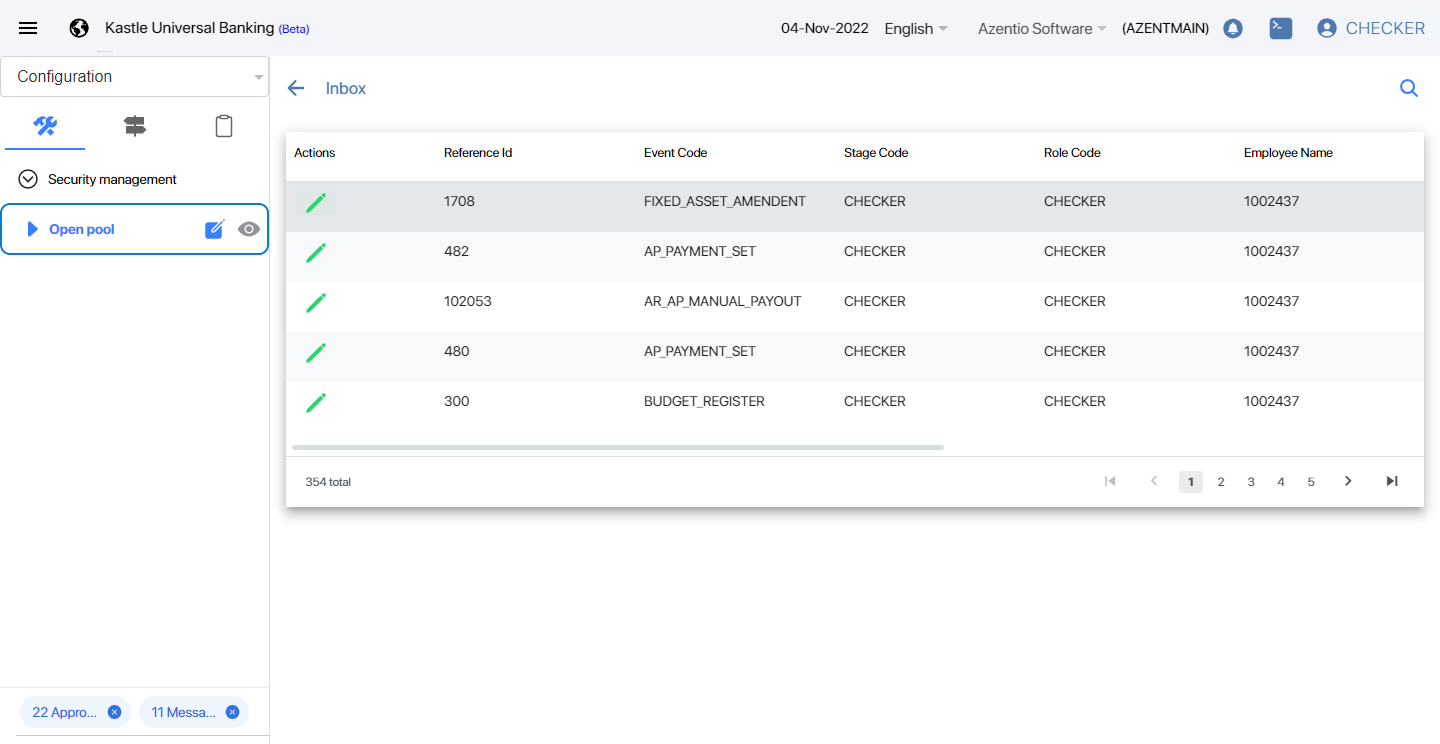 Kastle Universal Banking (Beta) 04-Nov-2022 English Azentio Software (AZENTMAIN) CHECKER
Configuration
Inbox
Security management
Open pool
Actions Reference Id Event Code Stage Code Role Code Employee Name
1708 FIXED_ASSET_AMENDENT CHECKER CHECKER 1002437
482 AP_PAYMENT_SET CHECKER CHECKER 1002437
102053 AR_AP_MANUAL_PAYOUT CHECKER CHECKER 1002437
480 AP_PAYMENT_SET CHECKER CHECKER 1002437
300 BUDGET_REGISTER CHECKER CHECKER 1002437
354 total 1 2 3 4 5
22 Appro... 11 Messa...